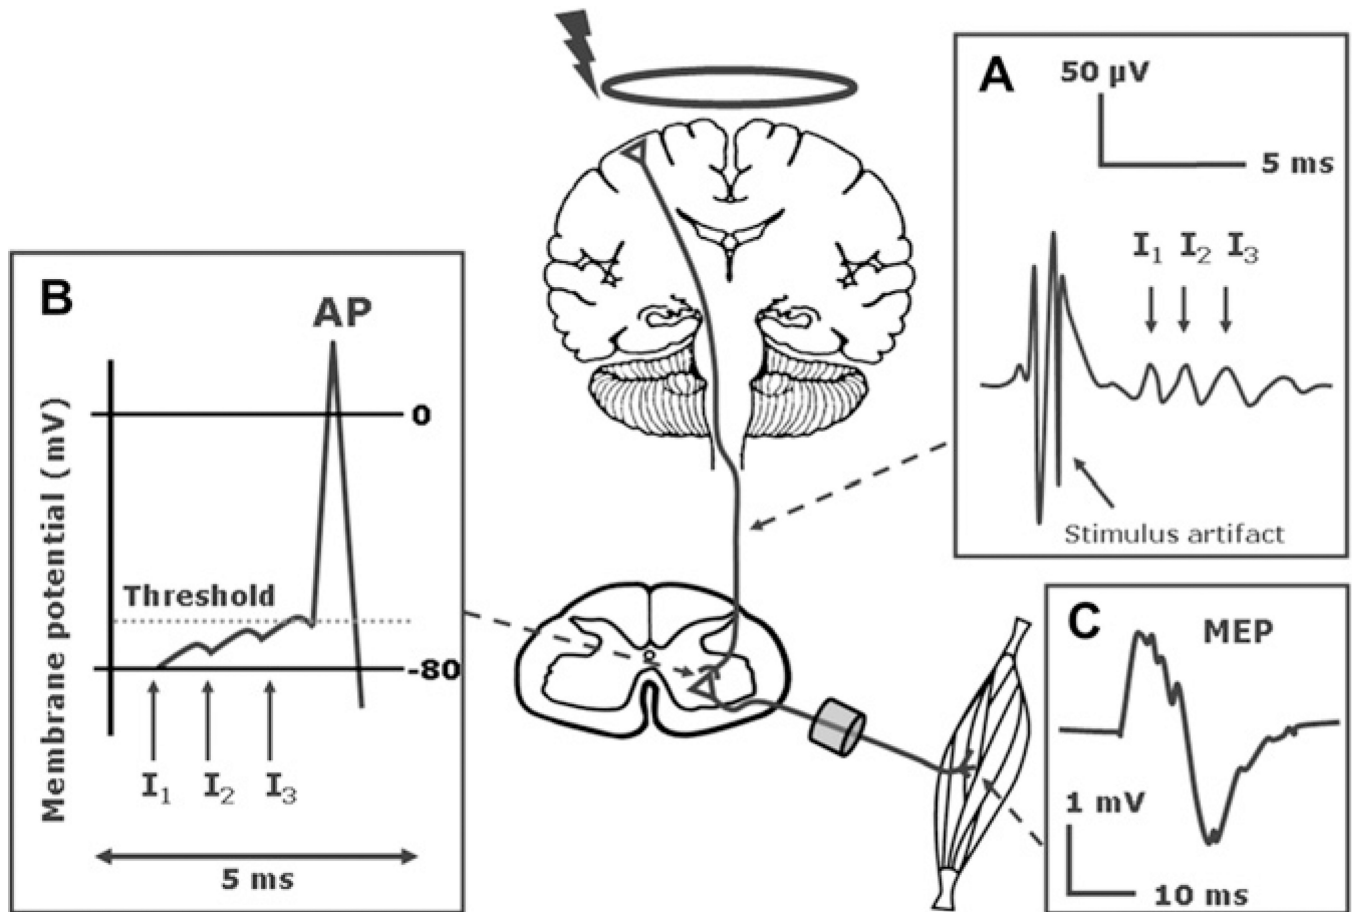 A
50 µV
5 ms
I1 I2 I3
Stimulus artifact
B
AP
Membrane potential (mV)
0
Threshold
-80
I1 I2 I3
5 ms
C
MEP
1 mV
10 ms